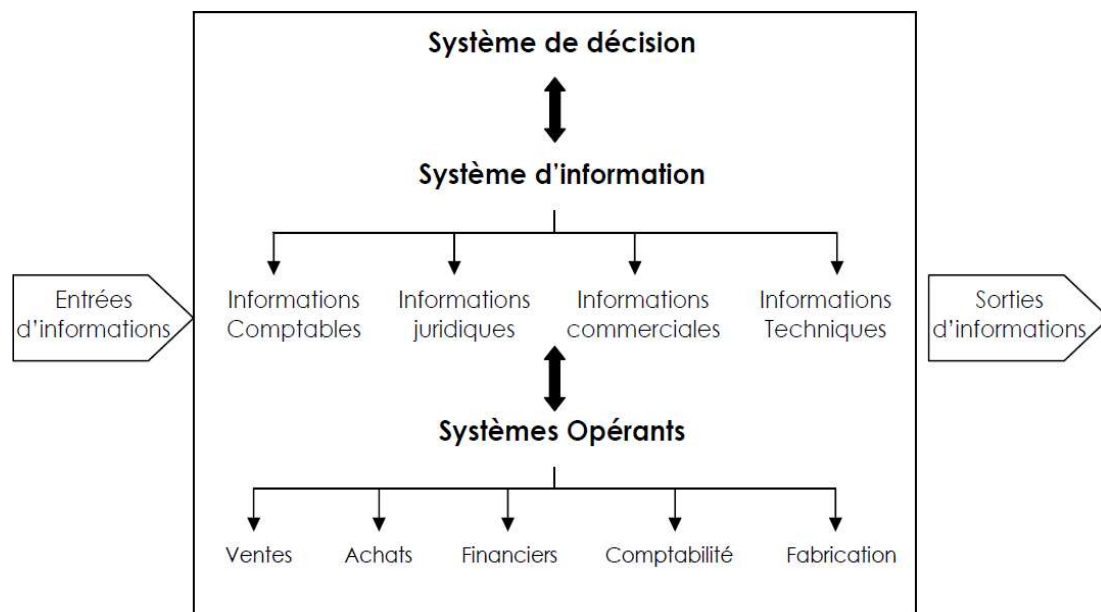 Système de décision
Système d'information
Entrées
d'informations
Informations
Comptables
Informations
juridiques
Informations
commerciales
Informations
Techniques
Sorties
d'informations
Systèmes Opérants
Ventes
Achats
Financiers
Comptabilité
Fabrication